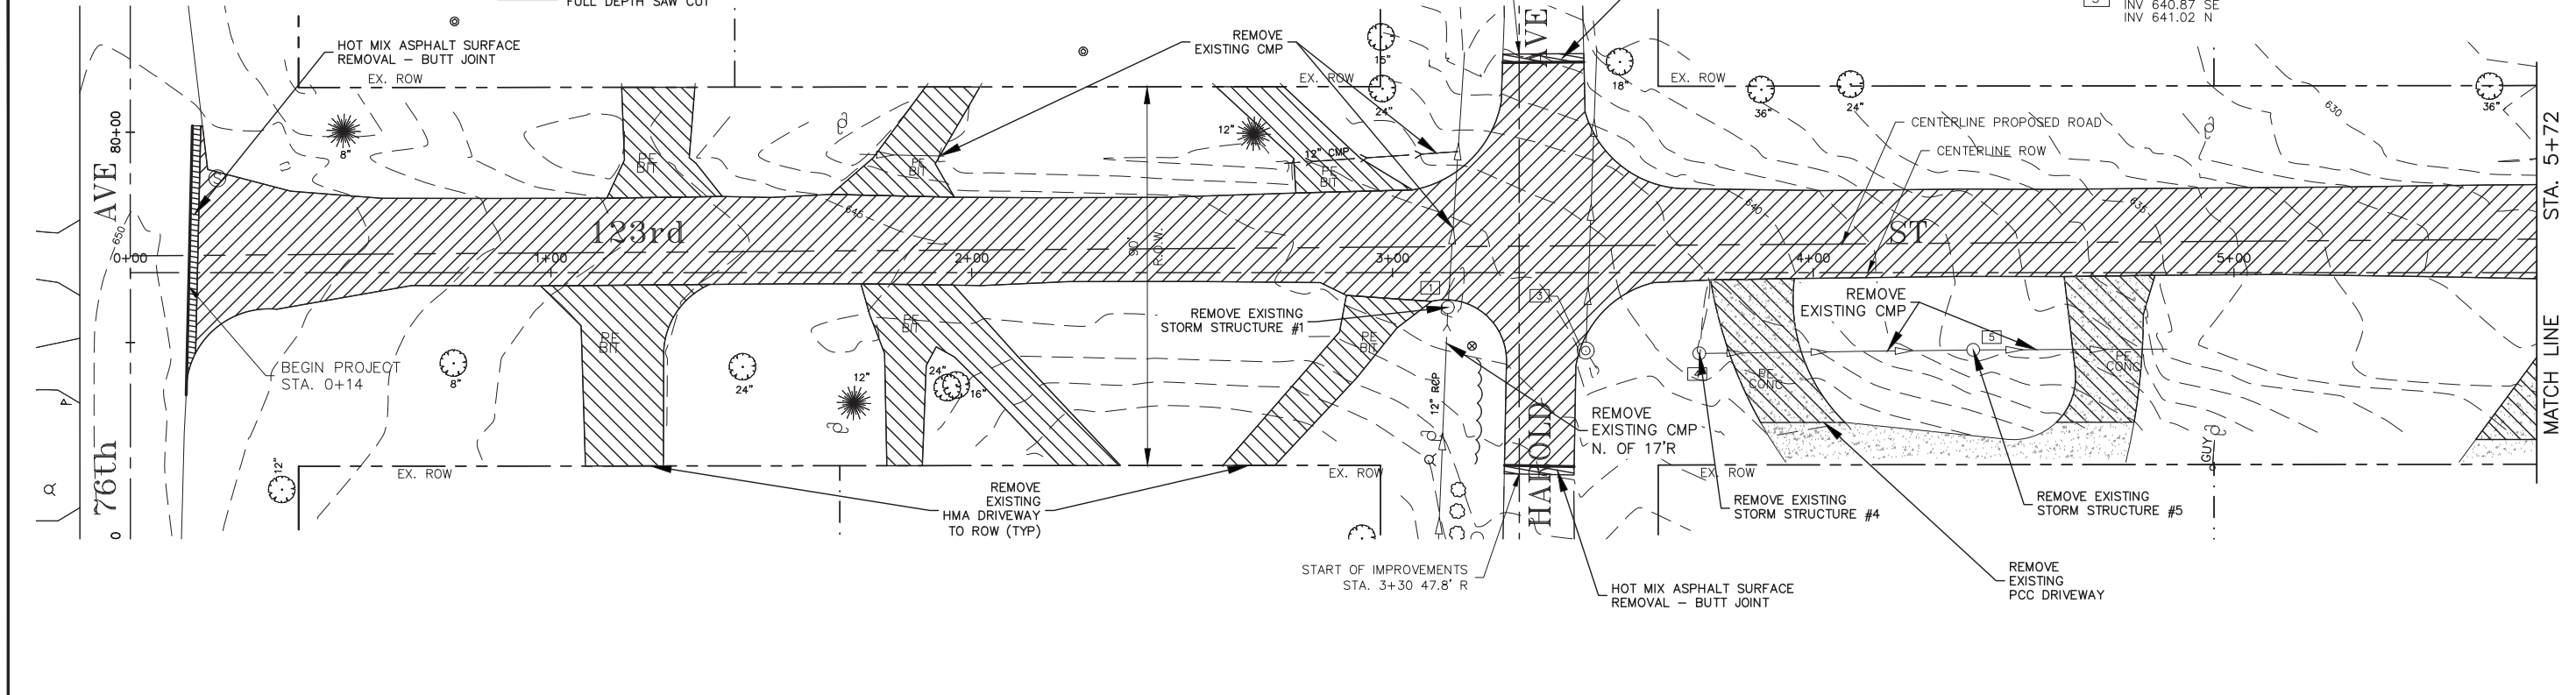 FULL DEPTH SAW CUT
INV 640.87 SE
INV 641.02 N
HOT MIX ASPHALT SURFACE
REMOVAL – BUTT JOINT
EX. ROW
REMOVE
EXISTING CMP
EX. ROW
15"
24"
AVE
18"
EX. ROW
36"
24"
630
36"
80+00
8"
12"
12" CMP
CENTERLINE PROPOSED ROAD
CENTERLINE ROW
MATCH LINE STA. 5+72
PE
BIT
PE
BIT
PE
BIT
76th AVE
650
S
123rd
645
90'
R.O.W.
640
ST
635
0+00
1+00
2+00
3+00
4+00
5+00
1
3
REMOVE EXISTING
STORM STRUCTURE #1
REMOVE
EXISTING CMP
5
4
PE
BIT
PE
BIT
PE
BIT
PE
CONC
PE
CONC
BEGIN PROJECT
STA. 0+14
8"
24"
12"
24"
16"
12" RCP
REMOVE
EXISTING CMP
N. OF 17'R
HAROLD
GUY
12"
EX. ROW
EX. ROW
EX. ROW
REMOVE
EXISTING
HMA DRIVEWAY
TO ROW (TYP)
REMOVE EXISTING
STORM STRUCTURE #4
REMOVE EXISTING
STORM STRUCTURE #5
0
START OF IMPROVEMENTS
STA. 3+30 47.8' R
HOT MIX ASPHALT SURFACE
REMOVAL – BUTT JOINT
REMOVE
EXISTING
PCC DRIVEWAY